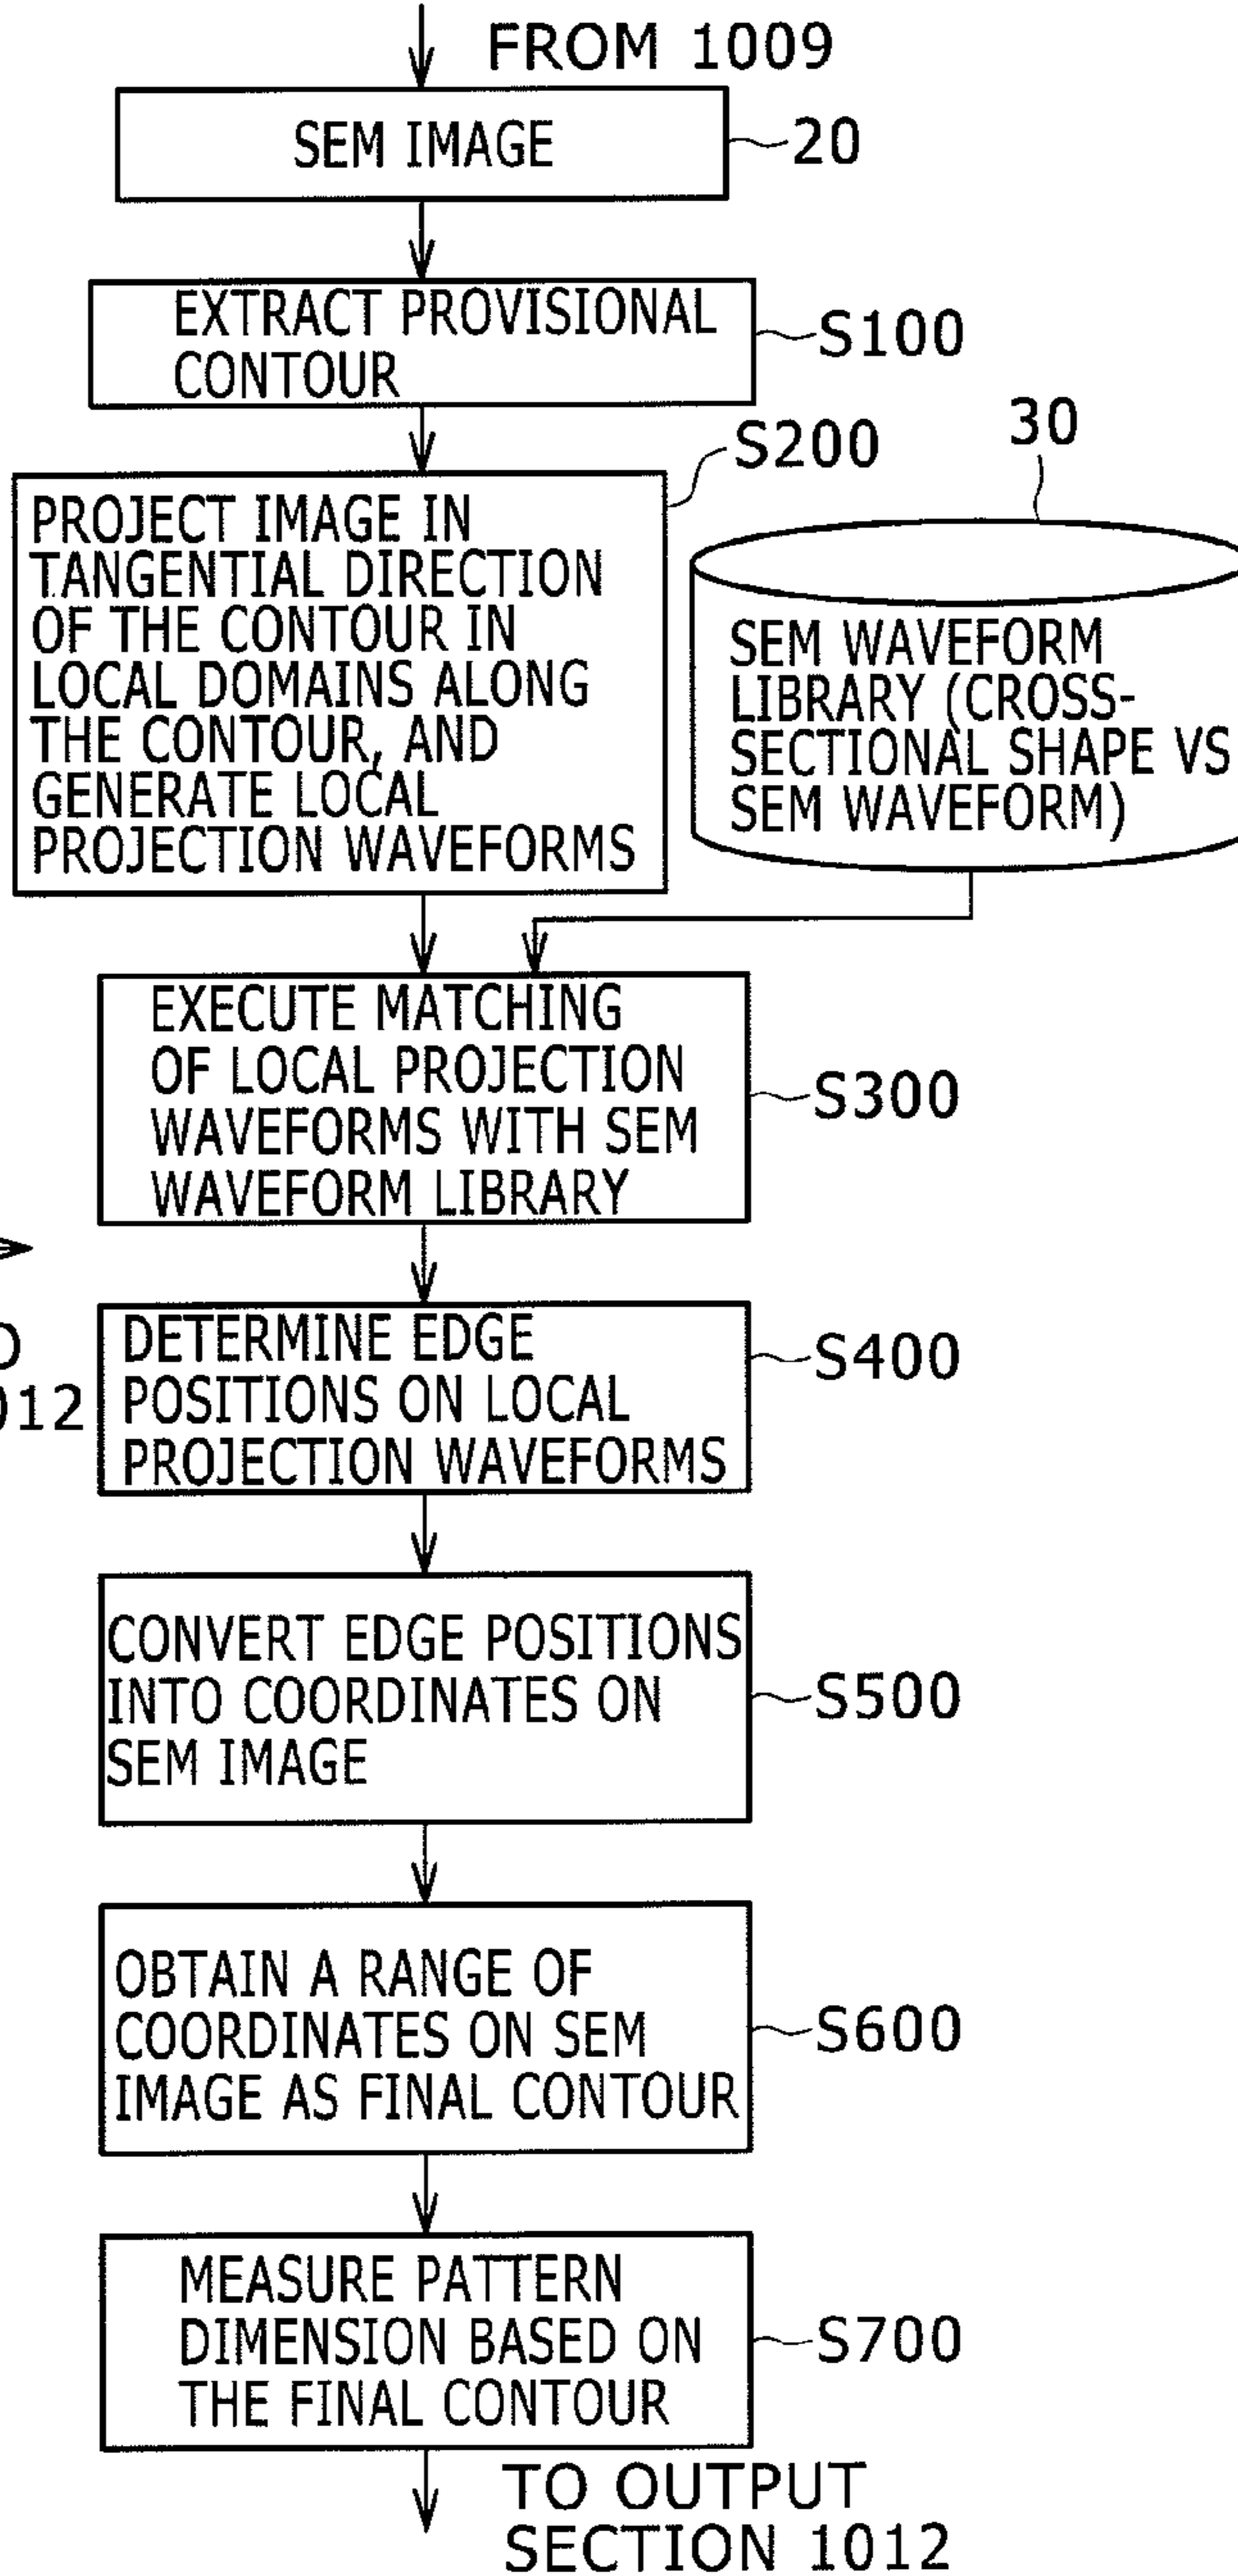 FROM 1009
SEM IMAGE
20
EXTRACT PROVISIONAL
CONTOUR
S100
S200
30
PROJECT IMAGE IN
TANGENTIAL DIRECTION
OF THE CONTOUR IN
LOCAL DOMAINS ALONG
THE CONTOUR, AND
GENERATE LOCAL
PROJECTION WAVEFORMS
SEM WAVEFORM
LIBRARY (CROSS-
SECTIONAL SHAPE VS
SEM WAVEFORM)
EXECUTE MATCHING
OF LOCAL PROJECTION
WAVEFORMS WITH SEM
WAVEFORM LIBRARY
S300
DETERMINE EDGE
POSITIONS ON LOCAL
PROJECTION WAVEFORMS
S400
012
CONVERT EDGE POSITIONS
INTO COORDINATES ON
SEM IMAGE
S500
OBTAIN A RANGE OF
COORDINATES ON SEM
IMAGE AS FINAL CONTOUR
S600
MEASURE PATTERN
DIMENSION BASED ON
THE FINAL CONTOUR
S700
TO OUTPUT
SECTION 1012